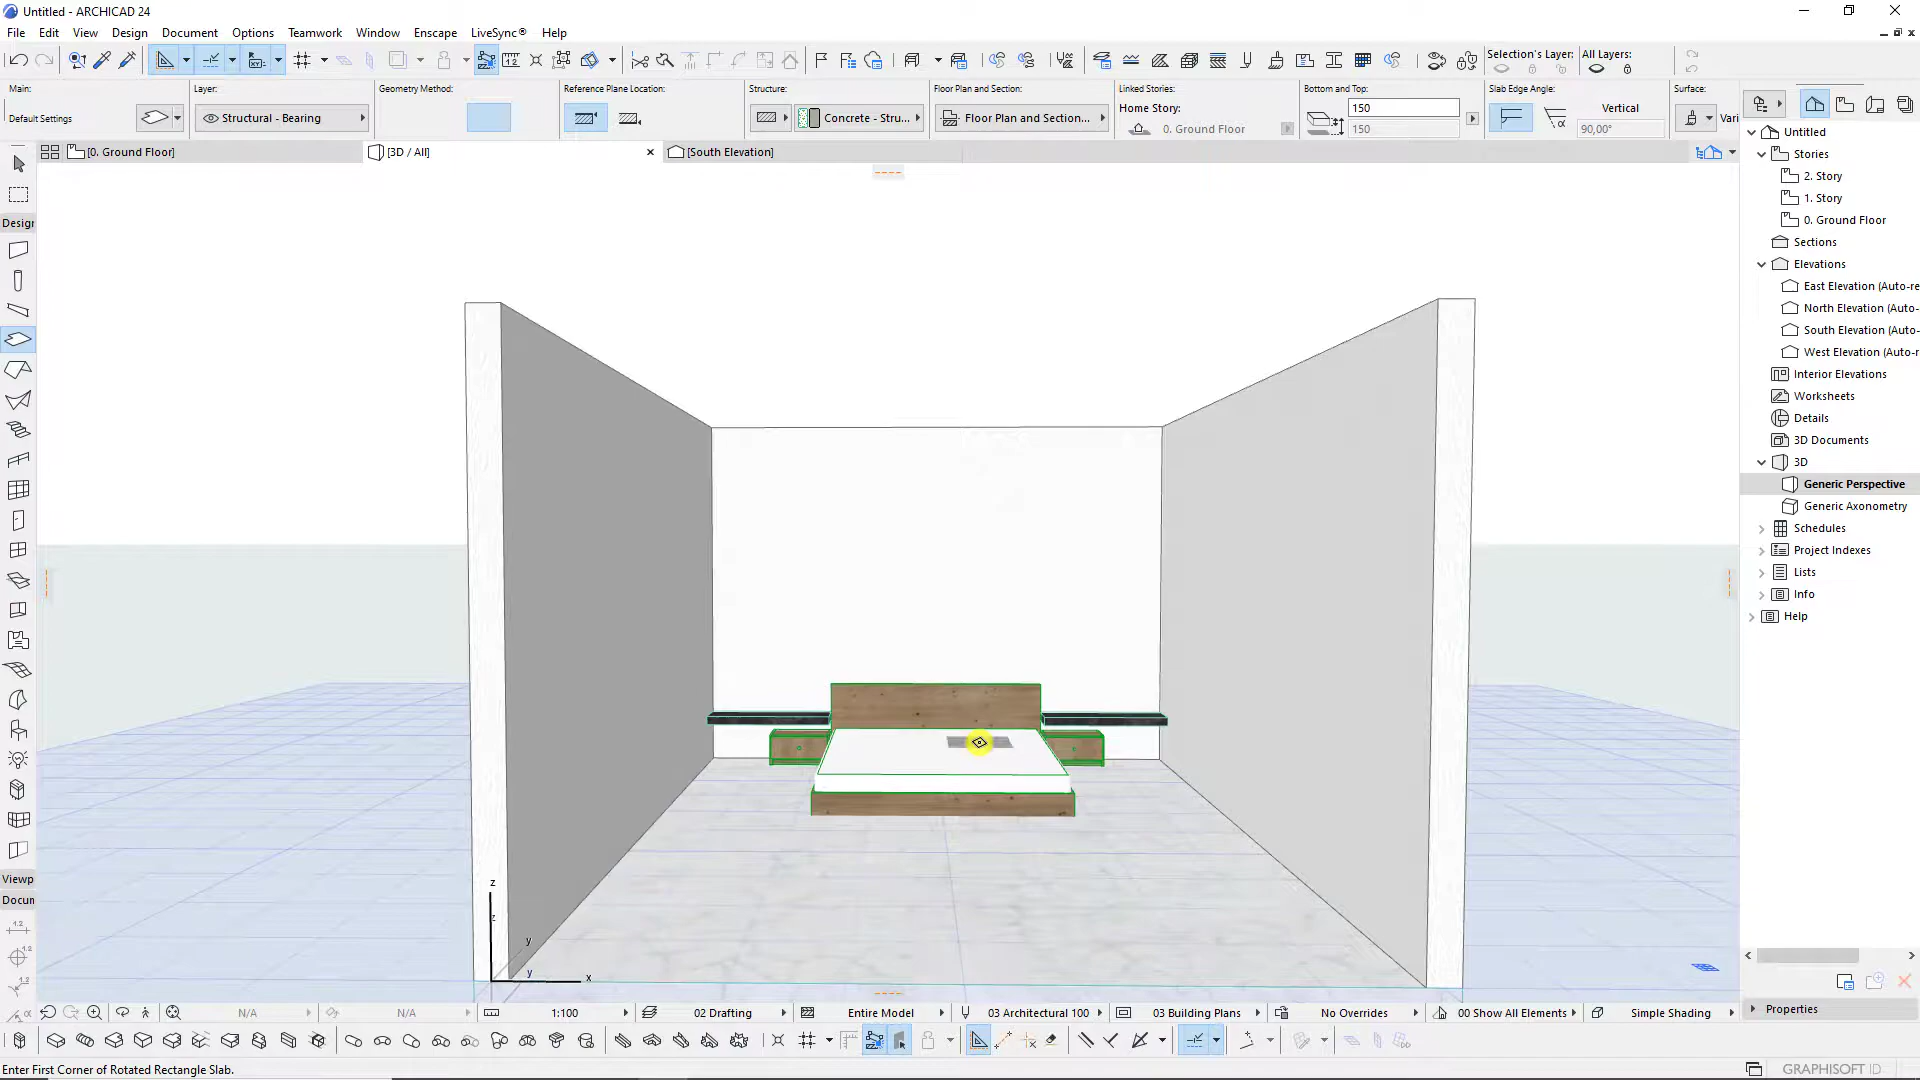 Untitled - ARCHICAD 24
File Edit View Design Document Options Teamwork Window Enscape LiveSync® Help
Selection's Layer: All Layers:
Main: Layer: Geometry Method: Reference Plane Location: Structure: Floor Plan and Section: Linked Stories: Bottom and Top: Slab Edge Angle: Surface:
Default Settings Structural - Bearing Concrete - Stru... Floor Plan and Section... Home Story: 150 Vertical Vari
0. Ground Floor 150 90,00°
[0. Ground Floor] [3D / All] [South Elevation]
Design
Untitled
Stories
2. Story
1. Story
0. Ground Floor
Sections
Elevations
East Elevation (Auto-re
North Elevation (Auto-
South Elevation (Auto-
West Elevation (Auto-r
Interior Elevations
Worksheets
Details
3D Documents
3D
Generic Perspective
Generic Axonometry
Schedules
Project Indexes
Lists
Info
Help
Viewp
Docum
1.2
z
z
y
y
x
N/A N/A 1:100 02 Drafting Entire Model 03 Architectural 100 03 Building Plans No Overrides 00 Show All Elements Simple Shading
Properties
Enter First Corner of Rotated Rectangle Slab.
GRAPHISOFT ID